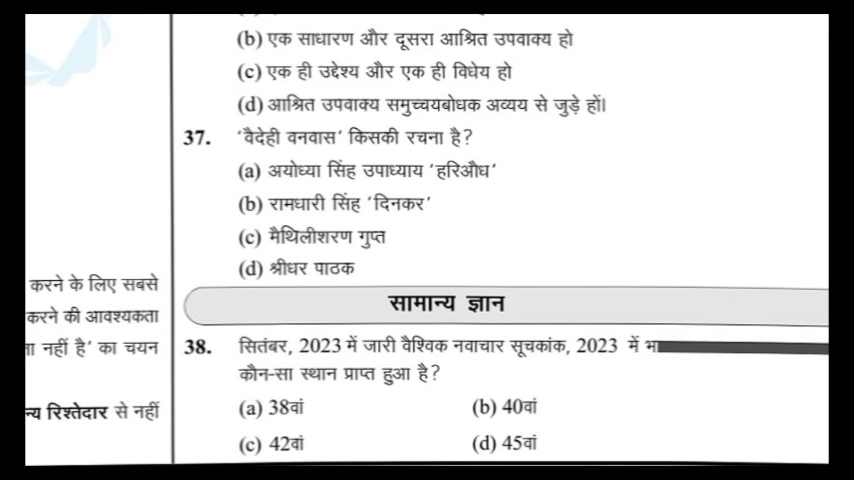 (b) एक साधारण और दूसरा आश्रित उपवाक्य हो
(c) एक ही उद्देश्य और एक ही विधेय हो
(d) आश्रित उपवाक्य समुच्चयबोधक अव्यय से जुड़े हों।
37. 'वैदेही वनवास' किसकी रचना है?
(a) अयोध्या सिंह उपाध्याय 'हरिऔध'
(b) रामधारी सिंह 'दिनकर'
(c) मैथिलीशरण गुप्त
(d) श्रीधर पाठक
करने के लिए सबसे
करने की आवश्यकता
नहीं है' का चयन
रिश्तेदार से नहीं
सामान्य ज्ञान
38. सितंबर, 2023 में जारी वैश्विक नवाचार सूचकांक, 2023 में
कौन-सा स्थान प्राप्त हुआ है?
(a) 38वां (b) 40वां
(c) 42वां (d) 45वां